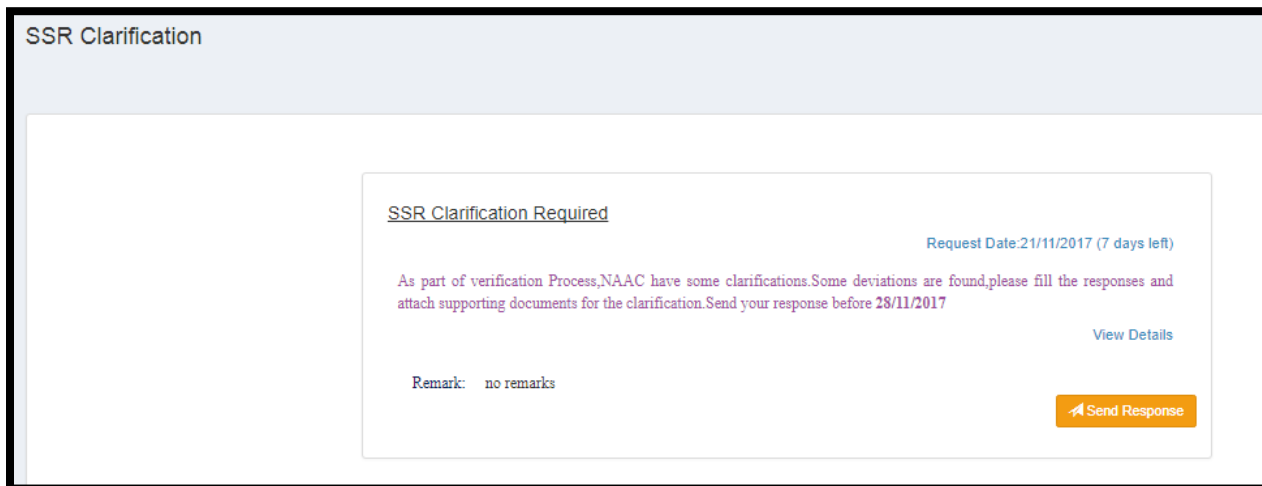 SSR Clarification
SSR Clarification Required
Request Date:21/11/2017 (7 days left)
As part of verification Process,NAAC have some clarifications.Some deviations are found,please fill the responses and
attach supporting documents for the clarification.Send your response before 28/11/2017
View Details
Remark: no remarks
Send Response